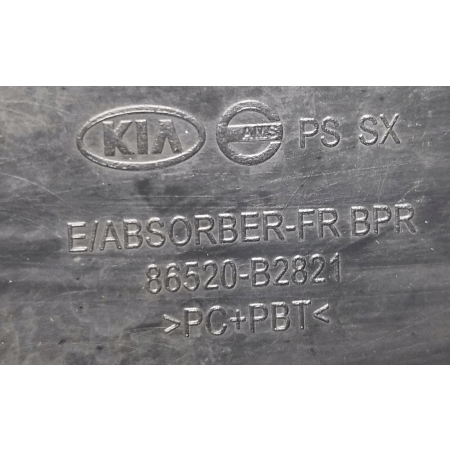 KIA PS SX
E/ABSORBER-FR BPR
86520-B2821
>PC+PBT<